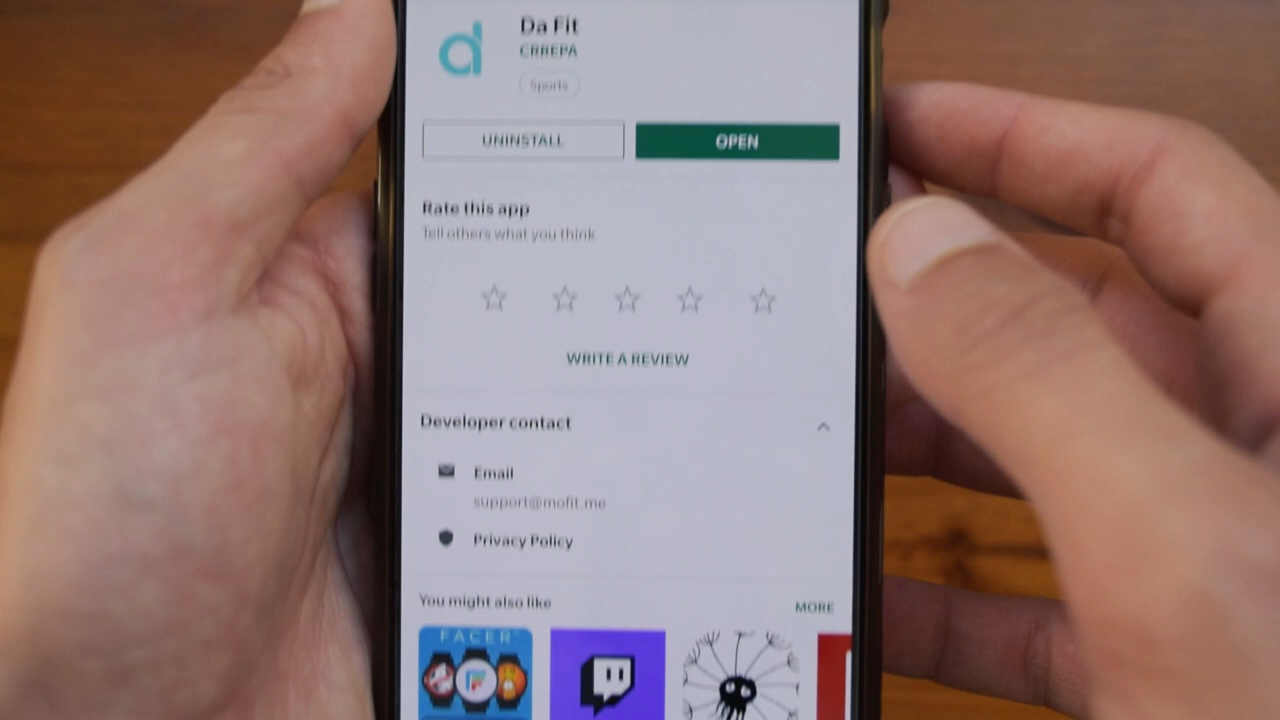 Da Fit
CRREPA
Sports
UNINSTALL
OPEN
Rate this app
Tell others what you think
WRITE A REVIEW
Developer contact
Email
support@mofit.me
Privacy Policy
You might also like
MORE
FACER